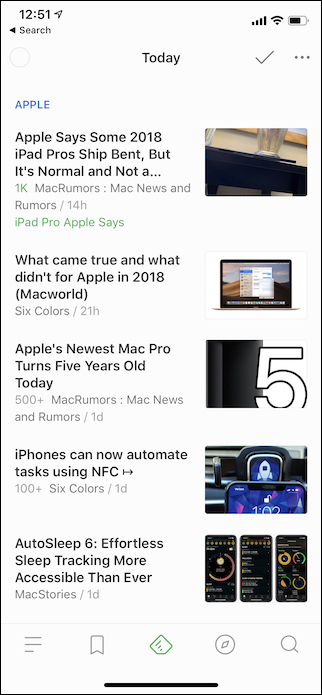 12:51
◀ Search
Today
APPLE
Apple Says Some 2018
iPad Pros Ship Bent, But
It's Normal and Not a...
1K MacRumors : Mac News and
Rumors / 14h
iPad Pro Apple Says
What came true and what
didn't for Apple in 2018
(Macworld)
Six Colors / 21h
Apple's Newest Mac Pro
Turns Five Years Old
Today
500+ MacRumors : Mac News
and Rumors / 1d
5
iPhones can now automate
tasks using NFC ↦
100+ Six Colors / 1d
1:02
AutoSleep 6: Effortless
Sleep Tracking More
Accessible Than Ever
MacStories / 1d